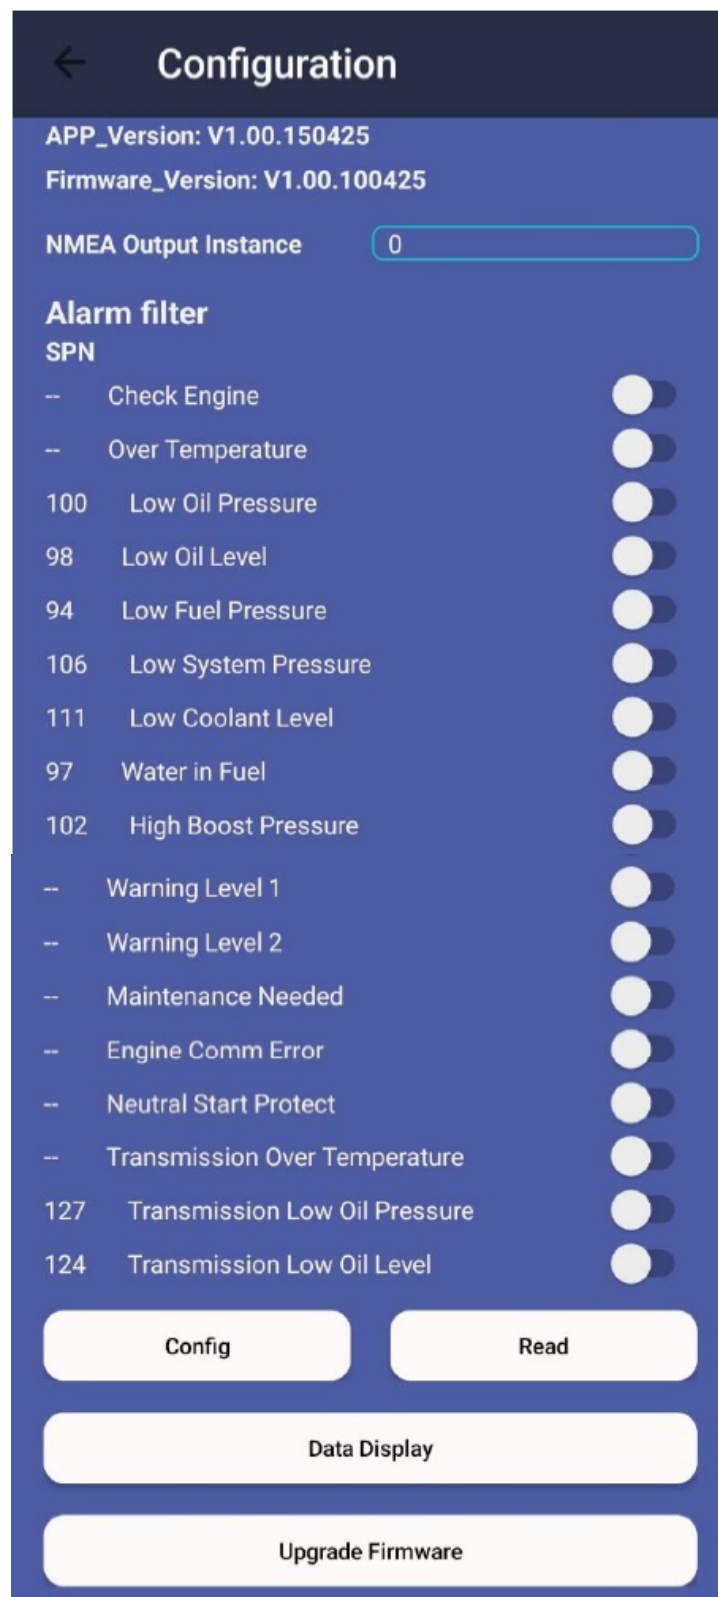 Configuration
APP_Version: V1.00.150425
Firmware_Version: V1.00.100425
NMEA Output Instance 0
Alarm filter
SPN
-- Check Engine
-- Over Temperature
100 Low Oil Pressure
98 Low Oil Level
94 Low Fuel Pressure
106 Low System Pressure
111 Low Coolant Level
97 Water in Fuel
102 High Boost Pressure
-- Warning Level 1
-- Warning Level 2
-- Maintenance Needed
-- Engine Comm Error
-- Neutral Start Protect
-- Transmission Over Temperature
127 Transmission Low Oil Pressure
124 Transmission Low Oil Level
Config Read
Data Display
Upgrade Firmware